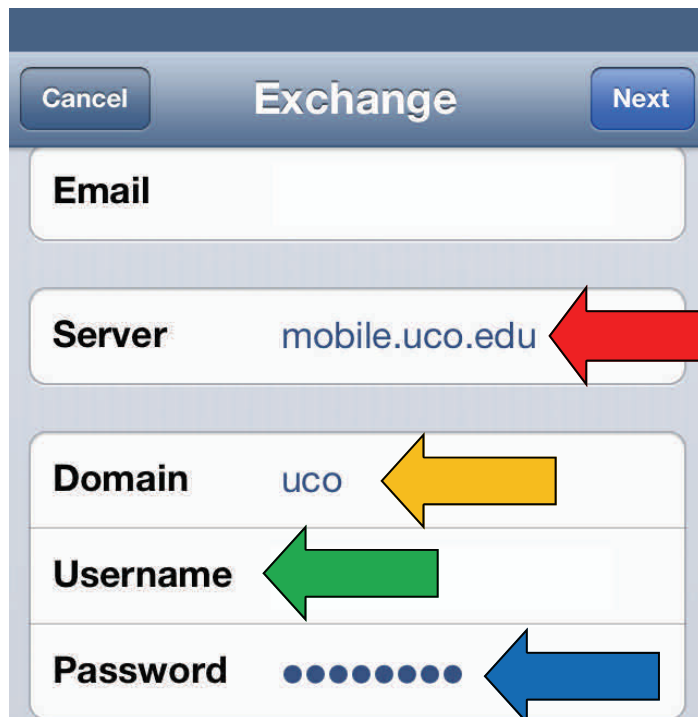 Cancel Exchange Next
Email
Server mobile.uco.edu
Domain uco
Username
Password ●●●●●●●●